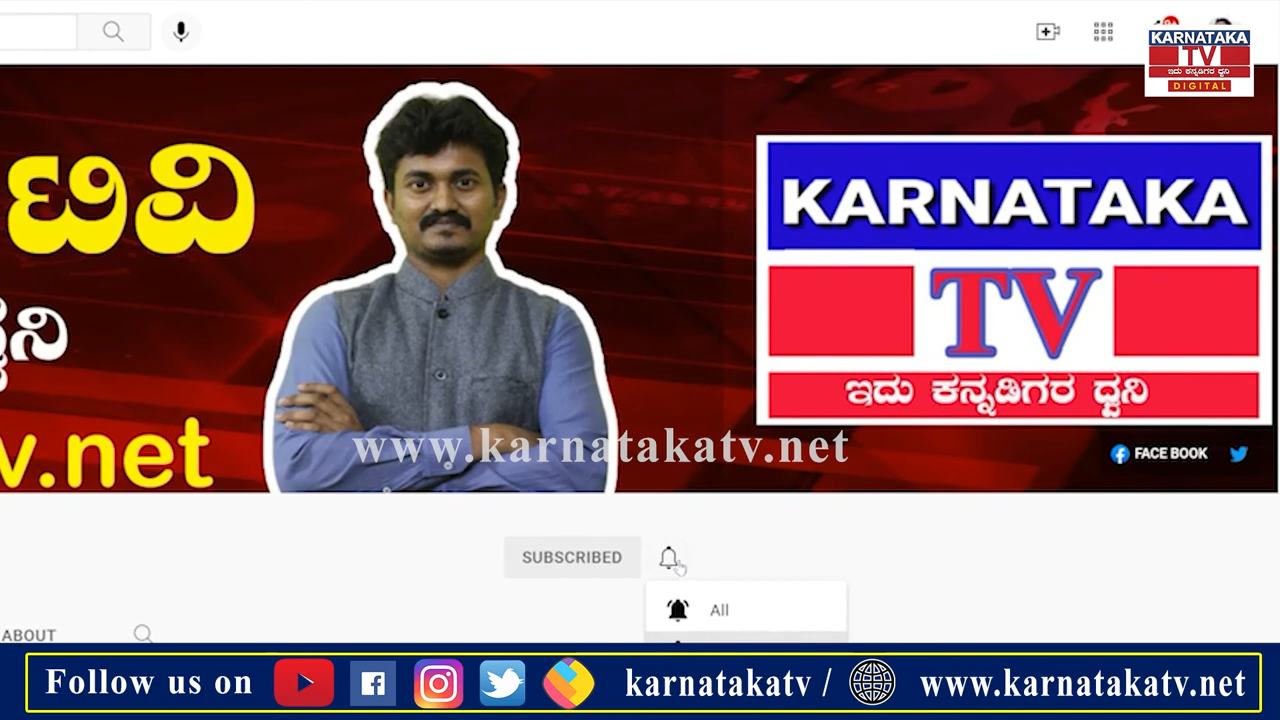 KARNATAKA
TV
ಇದು ಕನ್ನಡಿಗರ ಧ್ವನಿ
DIGITAL
ಟಿವಿ
KARNATAKA
TV
ಇದು ಕನ್ನಡಿಗರ ಧ್ವನಿ
v.net
www.karnatakatv.net
FACE BOOK
SUBSCRIBED
All
ABOUT
Follow us on karnatakatv / www.karnatakatv.net